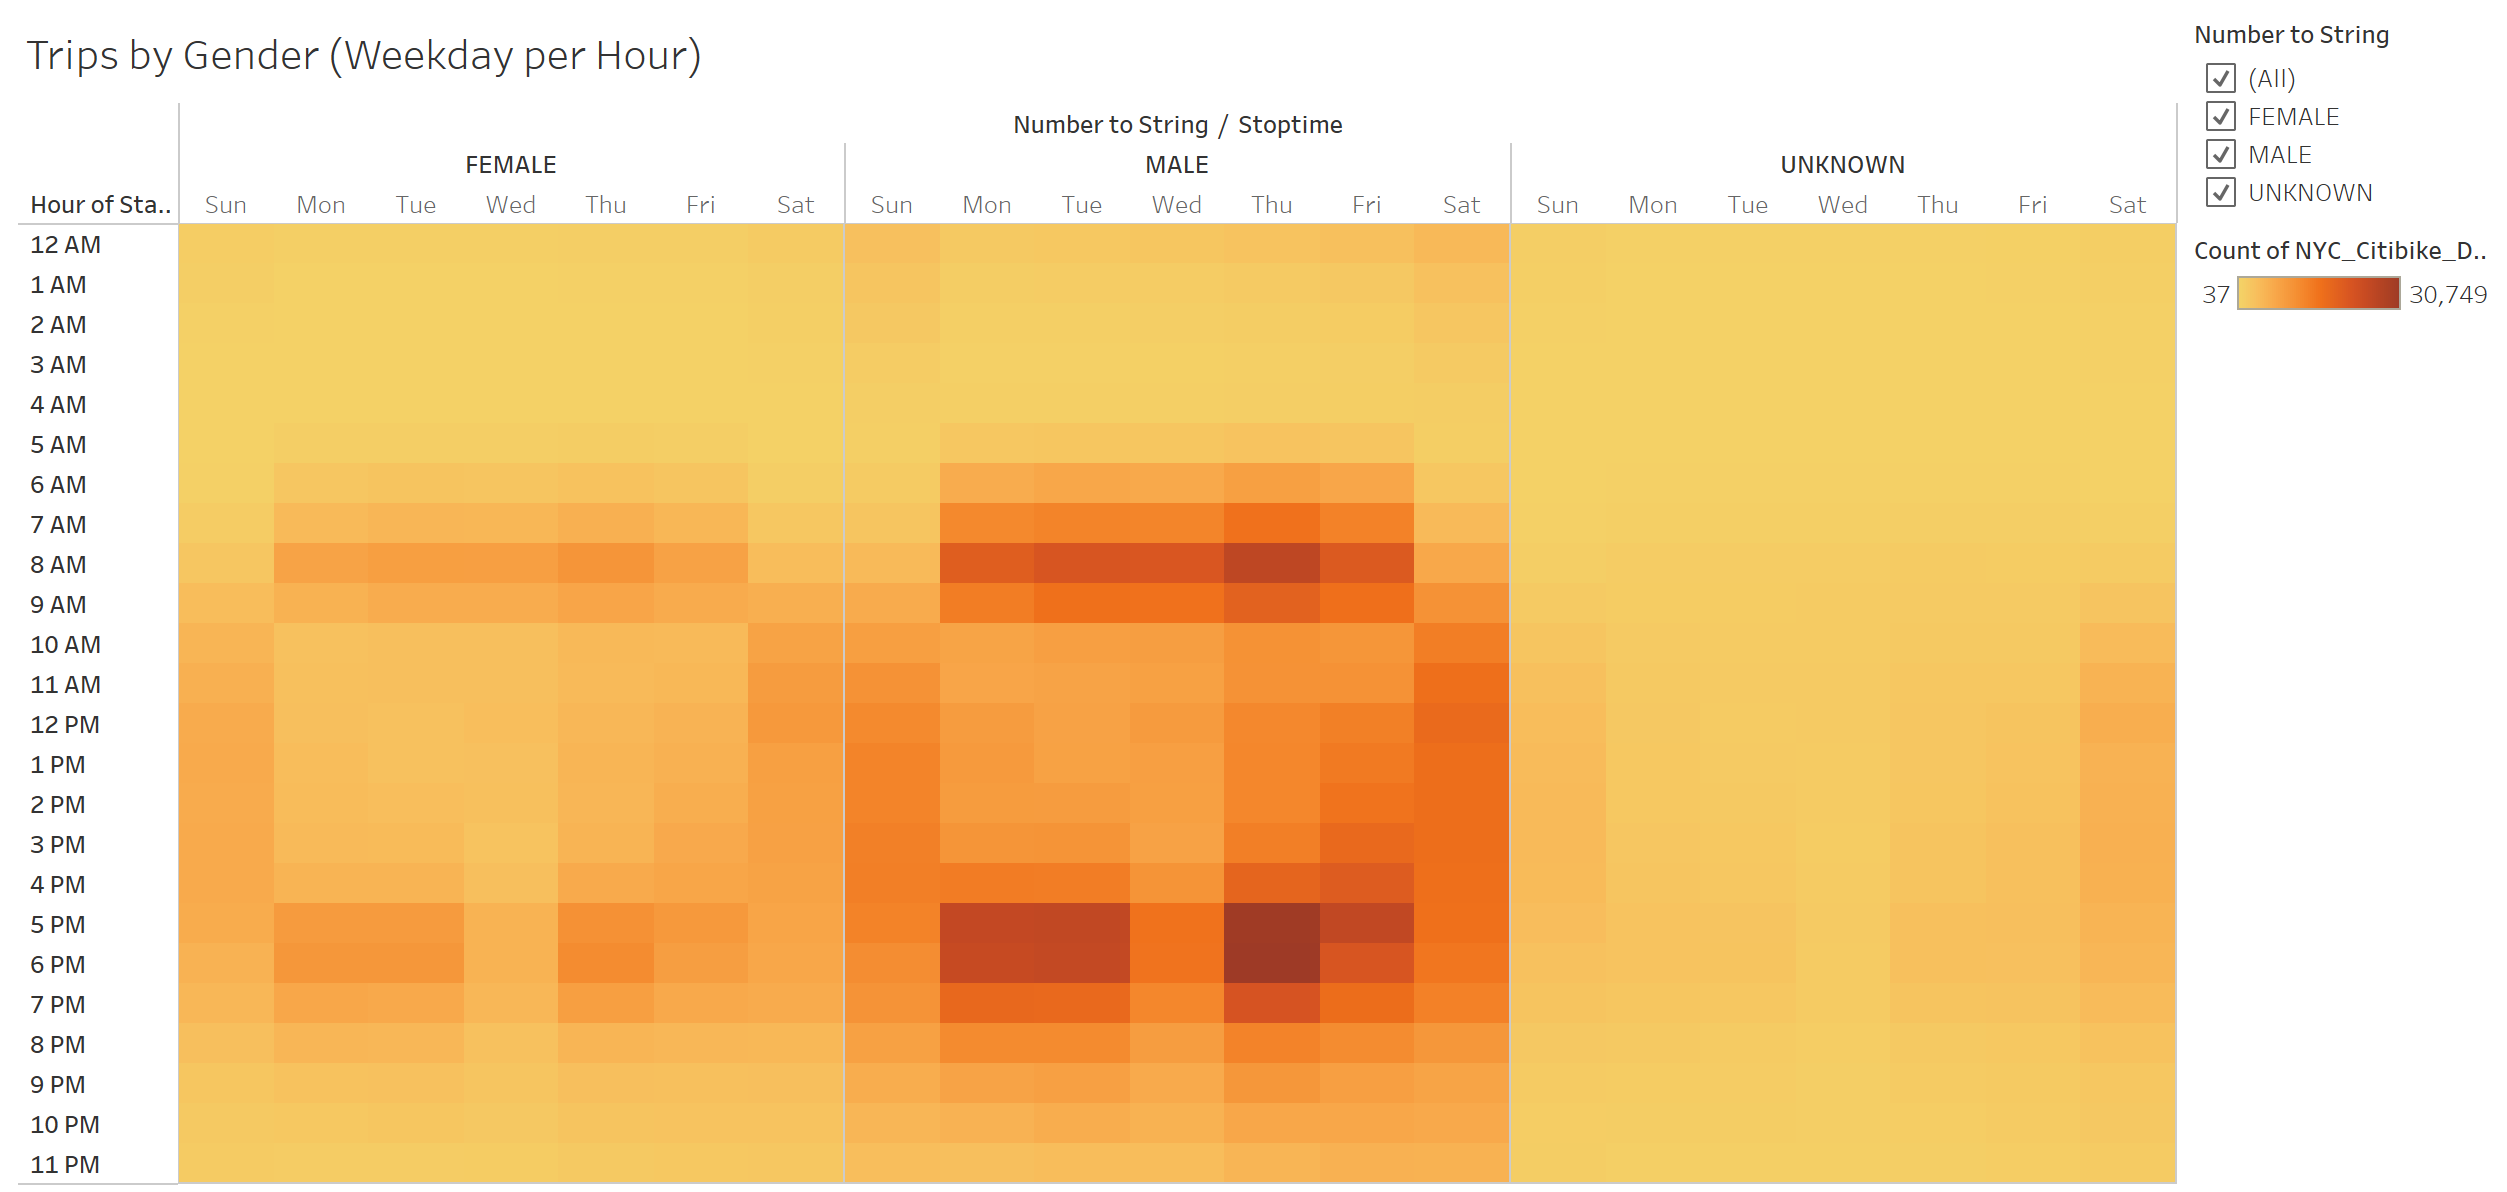 Trips by Gender (Weekday per Hour)
Number to String / Stoptime
FEMALE MALE UNKNOWN
Hour of Sta.. Sun Mon Tue Wed Thu Fri Sat Sun Mon Tue Wed Thu Fri Sat Sun Mon Tue Wed Thu Fri Sat
12 AM
1 AM
2 AM
3 AM
4 AM
5 AM
6 AM
7 AM
8 AM
9 AM
10 AM
11 AM
12 PM
1 PM
2 PM
3 PM
4 PM
5 PM
6 PM
7 PM
8 PM
9 PM
10 PM
11 PM
Number to String
(All)
FEMALE
MALE
UNKNOWN
Count of NYC_Citibike_D..
37 30,749